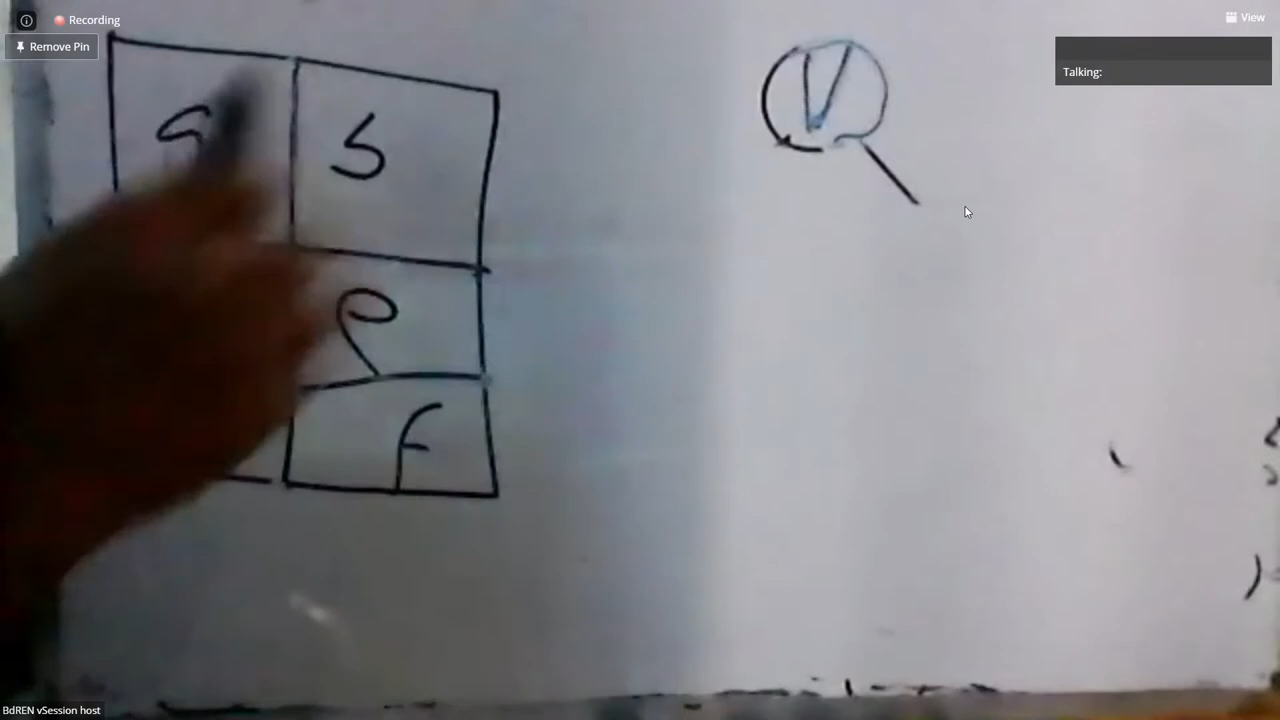 Recording
View
Remove Pin
Talking:
V
S
P
F
BdREN vSession host